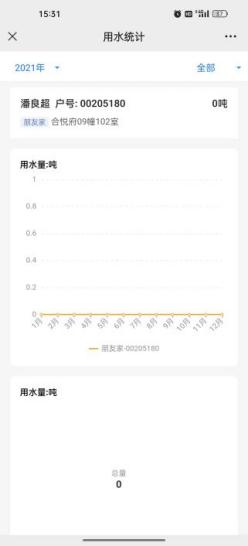 15:31
用水统计
2021年 全部
潘良超 户号: 00205180 0吨
朋友家 合悦府09幢102室
用水量:吨
1
0.8
0.6
0.4
0.2
0
1月 2月 3月 4月 5月 6月 7月 8月 9月 10月 11月 12月
朋友家-00205180
用水量:吨
总量
0